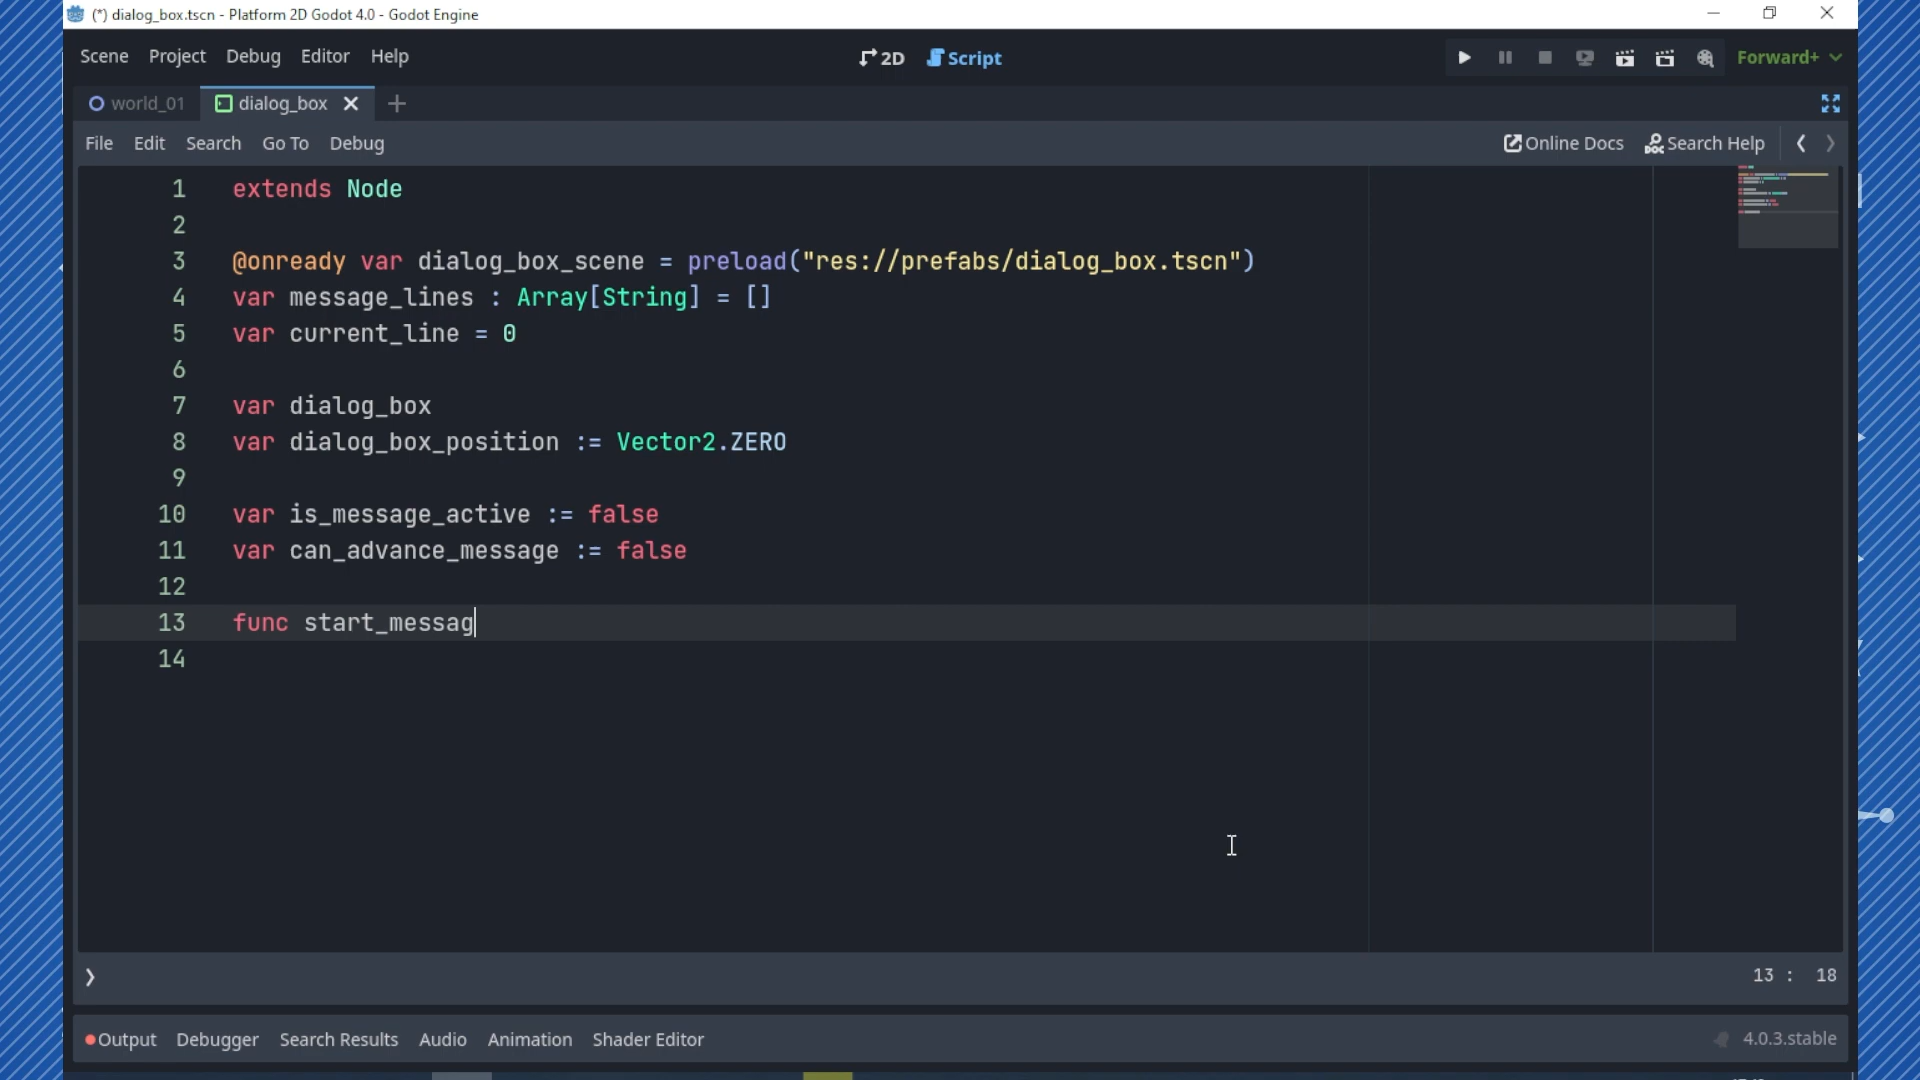 (*) dialog_box.tscn - Platform 2D Godot 4.0 - Godot Engine
Scene Project Debug Editor Help 2D Script Forward+
world_01 dialog_box
File Edit Search Go To Debug Online Docs Search Help
1 extends Node
2
3 @onready var dialog_box_scene = preload("res://prefabs/dialog_box.tscn")
4 var message_lines : Array[String] = []
5 var current_line = 0
6
7 var dialog_box
8 var dialog_box_position := Vector2.ZERO
9
10 var is_message_active := false
11 var can_advance_message := false
12
13 func start_messag
14
13 : 18
Output Debugger Search Results Audio Animation Shader Editor 4.0.3.stable